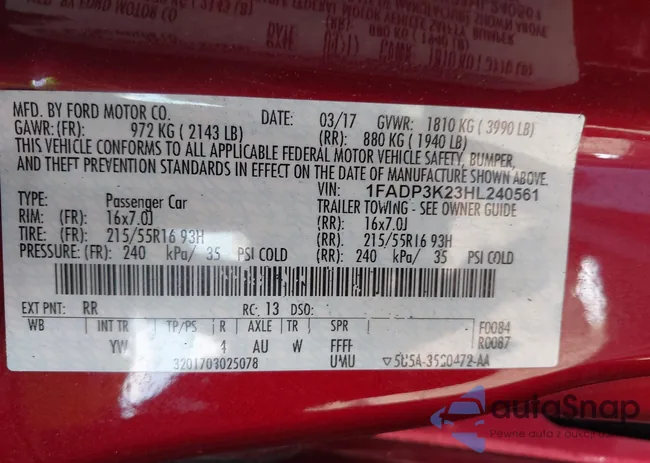 MFD. BY FORD MOTOR CO.
DATE: 03/17 GVWR: 1810 KG ( 3990 LB)
GAWR:(FR): 972 KG ( 2143 LB) (RR): 880 KG ( 1940 LB)
THIS VEHICLE CONFORMS TO ALL APPLICABLE FEDERAL MOTOR VEHICLE SAFETY, BUMPER,
AND THEFT PREVENTION STANDARDS IN EFFECT ON THE DATE OF MANUFACTURE SHOWN ABOVE.
VIN: 1FADP3K23HL240561
TYPE: Passenger Car TRAILER TOWING - SEE OWNER GUIDE
RIM: (FR): 16x7.0J (RR): 16x7.0J
TIRE: (FR): 215/55R16 93H (RR): 215/55R16 93H
PRESSURE: (FR): 240 kPa/ 35 PSI COLD (RR): 240 kPa/ 35 PSI COLD
EXT PNT: RR RC: 13 DSO:
WB INT TR TP/PS R AXLE TR SPR F0084
YW 4 AU W FFFF R0087
3201703025078 UMU
autoSnap
Pewne auta z aukcji